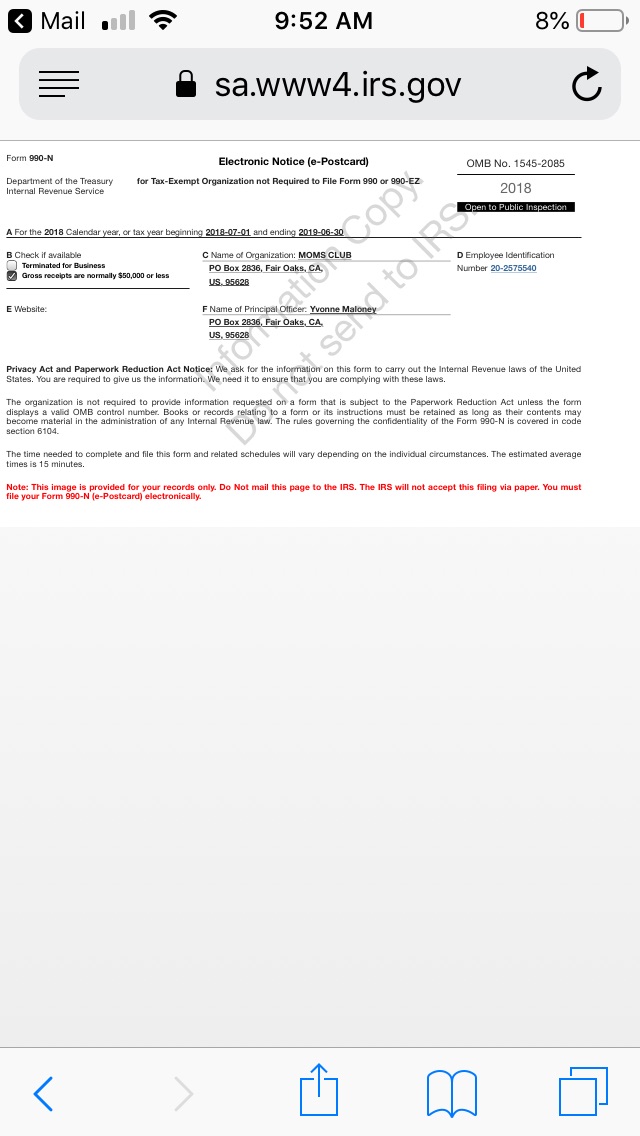 Mail
9:52 AM
8%
sa.www4.irs.gov
Form 990-N
Electronic Notice (e-Postcard)
OMB No. 1545-2085
Department of the Treasury
Internal Revenue Service
for Tax-Exempt Organization not Required to File Form 990 or 990-EZ
2018
Open to Public Inspection
A For the 2018 Calendar year, or tax year beginning 2018-07-01 and ending 2019-06-30
B Check if available
Terminated for Business
Gross receipts are normally $50,000 or less
C Name of Organization: MOMS CLUB
PO Box 2836, Fair Oaks, CA,
US, 95628
D Employee Identification
Number 20-2575540
E Website:
F Name of Principal Officer: Yvonne Maloney
PO Box 2836, Fair Oaks, CA,
US, 95628
Information Copy
Do not send to IRS.
Privacy Act and Paperwork Reduction Act Notice: We ask for the information on this form to carry out the Internal Revenue laws of the United
States. You are required to give us the information. We need it to ensure that you are complying with these laws.
The organization is not required to provide information requested on a form that is subject to the Paperwork Reduction Act unless the form
displays a valid OMB control number. Books or records relating to a form or its instructions must be retained as long as their contents may
become material in the administration of any Internal Revenue law. The rules governing the confidentiality of the Form 990-N is covered in code
section 6104.
The time needed to complete and file this form and related schedules will vary depending on the individual circumstances. The estimated average
times is 15 minutes.
Note: This image is provided for your records only. Do Not mail this page to the IRS. The IRS will not accept this filing via paper. You must
file your Form 990-N (e-Postcard) electronically.